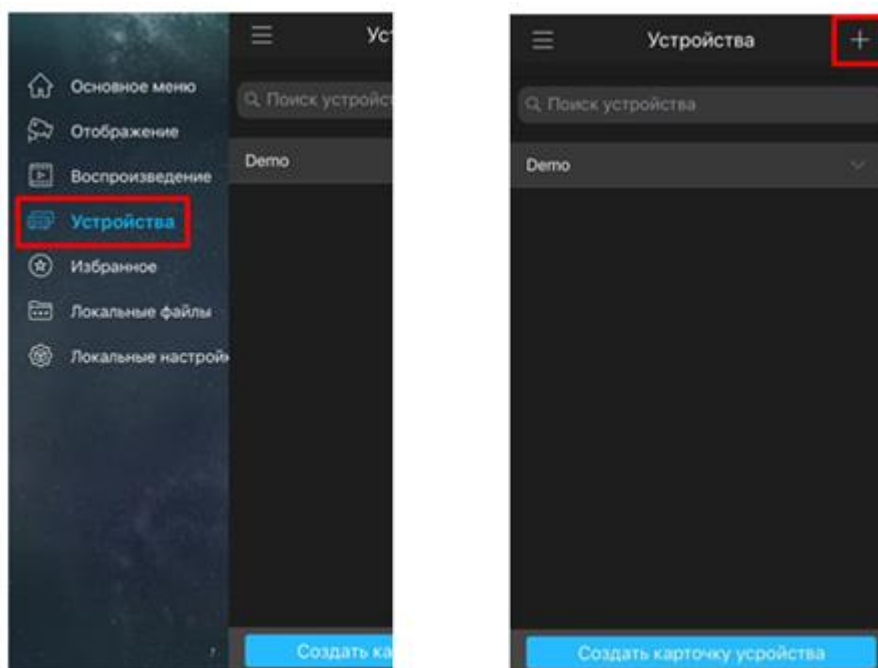 Основное меню
Отображение
Воспроизведение
Устройства
Избранное
Локальные файлы
Локальные настрой
Ус
Поиск устройс
Demo
Создать ка
Устройства
Поиск устройства
Demo
Создать карточку усройства